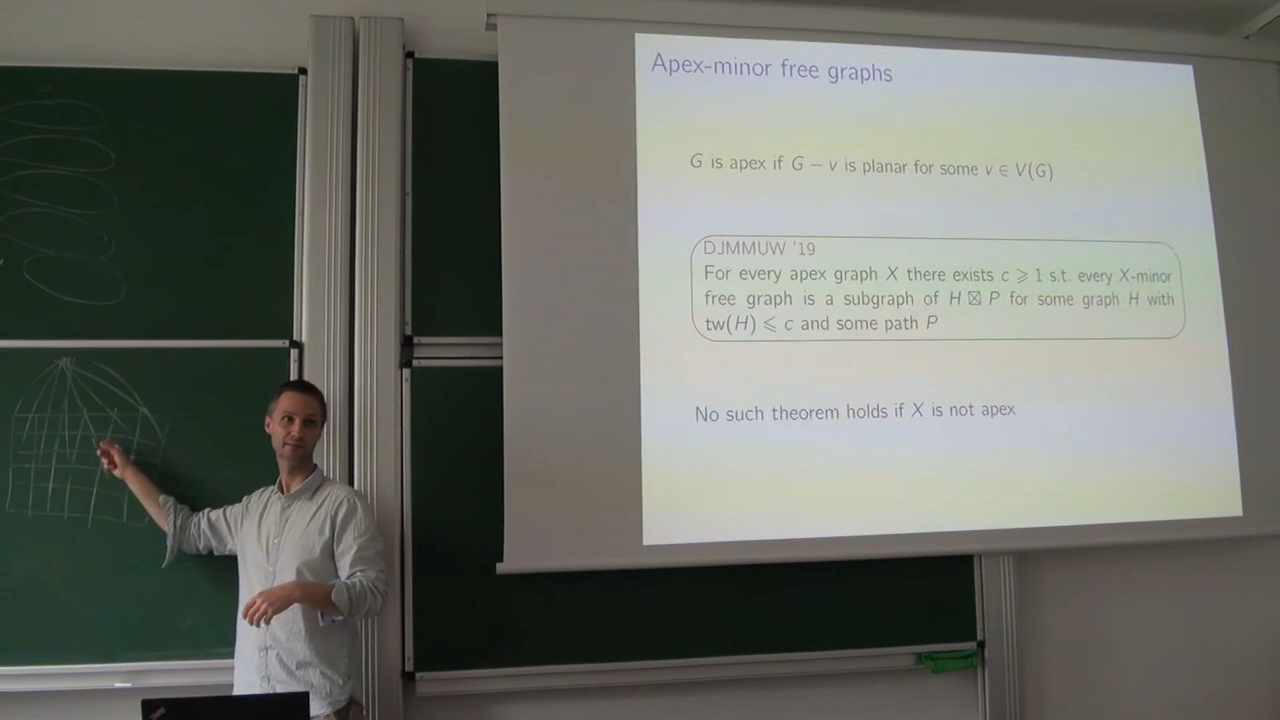 Apex-minor free graphs
G is apex if G − v is planar for some v ∈ V(G)
DJMMUW '19
For every apex graph X there exists c ⩾ 1 s.t. every X-minor
free graph is a subgraph of H ⊠ P for some graph H with
tw(H) ⩽ c and some path P
No such theorem holds if X is not apex